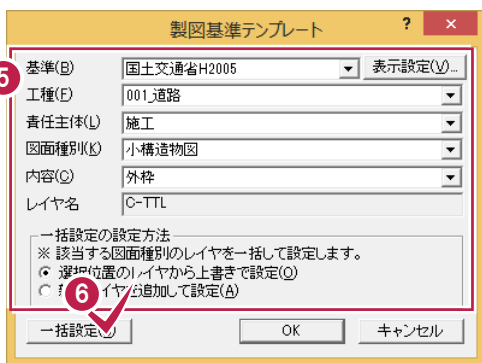 製図基準テンプレート ? ×
5
基準(B) 国土交通省H2005 表示設定(V)...
工種(F) 001_道路
責任主体(L) 施工
図面種別(K) 小構造物図
内容(C) 外枠
レイヤ名 C-TTL
一括設定の設定方法
※ 該当する図面種別のレイヤを一括して設定します。
選択位置のレイヤから上書きで設定(O)
イヤを追加して設定(A)
6
一括設定( ) OK キャンセル